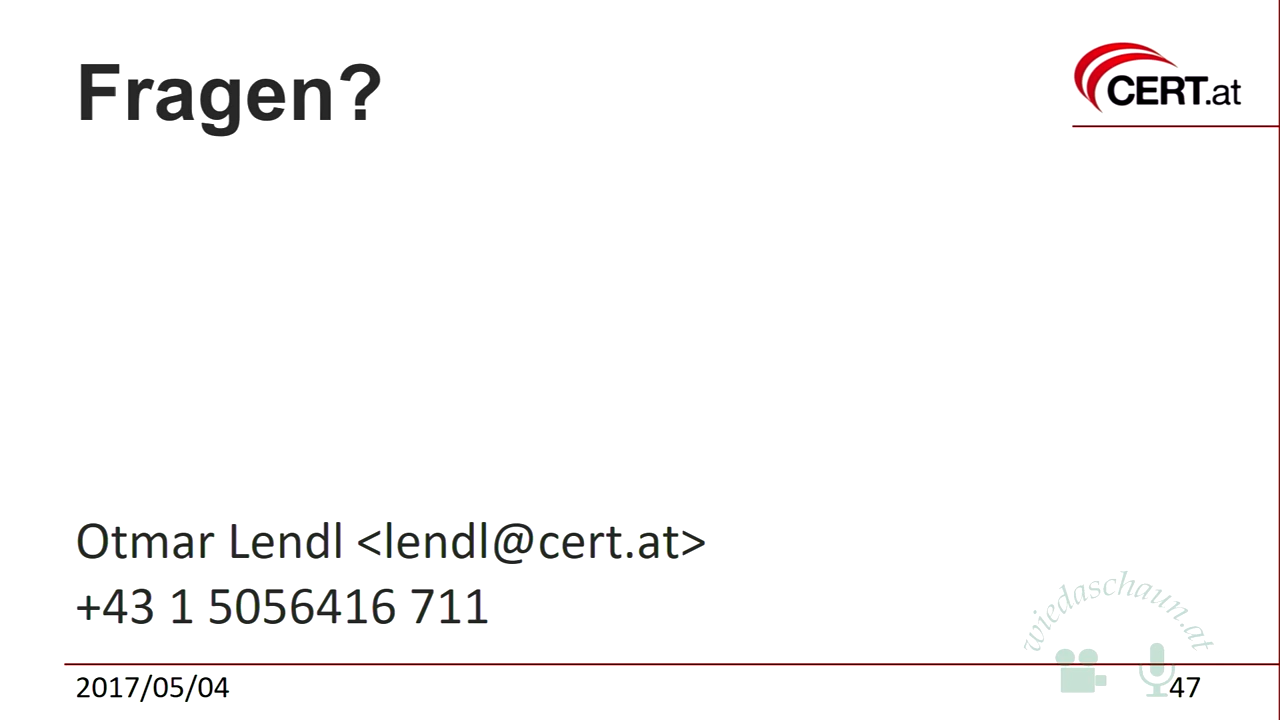 Fragen?
CERT.at
Otmar Lendl <lendl@cert.at>
+43 1 5056416 711
wiedaschaun.at
2017/05/04
47